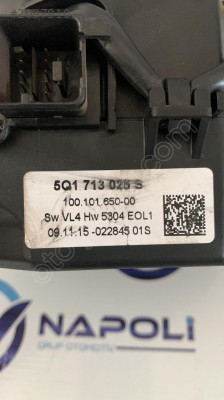 5Q1 713 025 S
100.101.650-00
Sw VL4 Hw 5304 EOL1
09.11.15 -022845 01S
NAPOLİ
GRUP OTOMOTİV